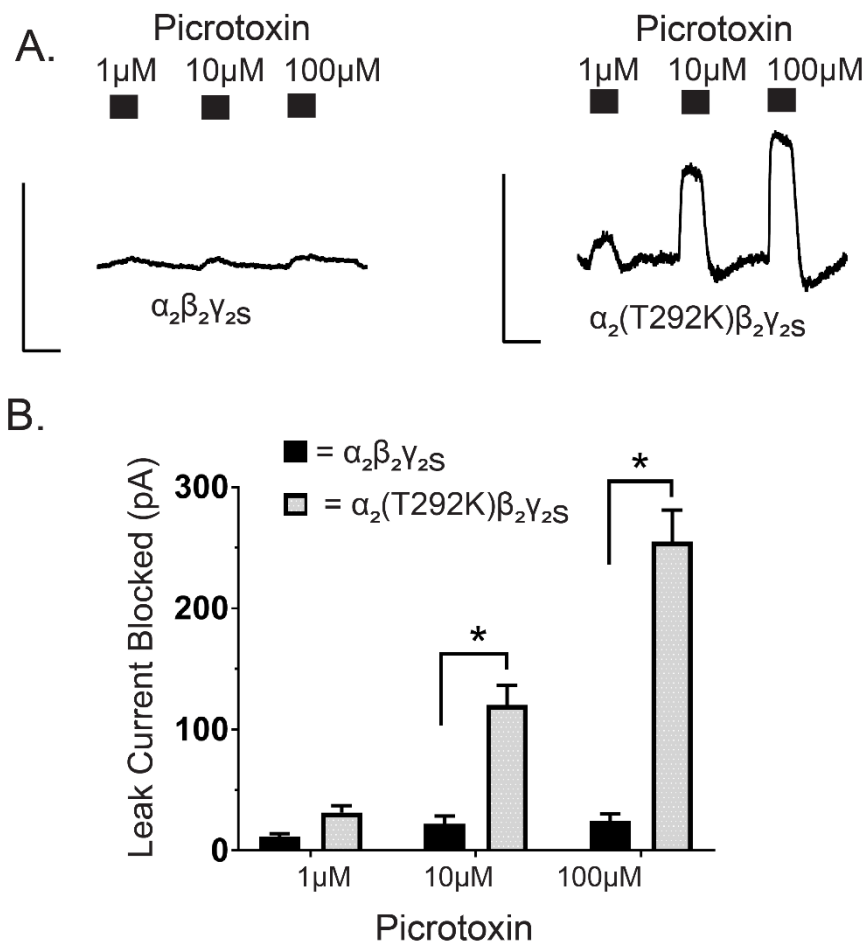 A.
Picrotoxin
1µM 10µM 100µM
α₂β₂γ₂s
Picrotoxin
1µM 10µM 100µM
α₂(T292K)β₂γ₂s
B.
= α₂β₂γ₂s
= α₂(T292K)β₂γ₂s
Leak Current Blocked (pA)
300
200
100
0
*
*
1µM 10µM 100µM
Picrotoxin